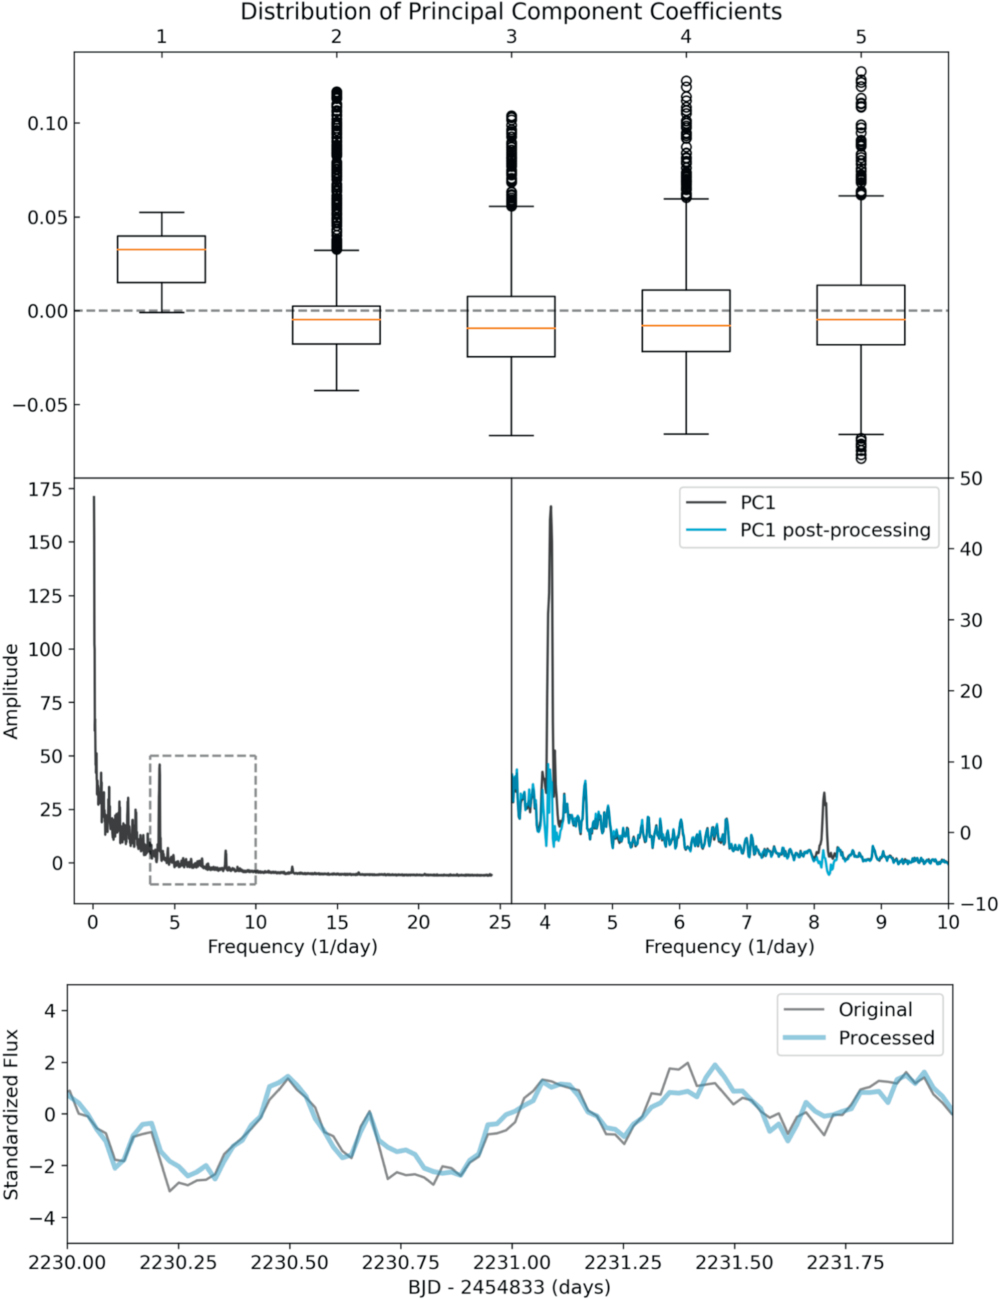 Distribution of Principal Component Coefficients
1 2 3 4 5
0.10
0.05
0.00
−0.05
175
150
125
100
75
50
25
0
Amplitude
0 5 10 15 20 25
Frequency (1/day)
PC1
PC1 post-processing
50
40
30
20
10
0
−10
4 5 6 7 8 9 10
Frequency (1/day)
Standardized Flux
4
2
0
−2
−4
Original
Processed
2230.00 2230.25 2230.50 2230.75 2231.00 2231.25 2231.50 2231.75
BJD - 2454833 (days)